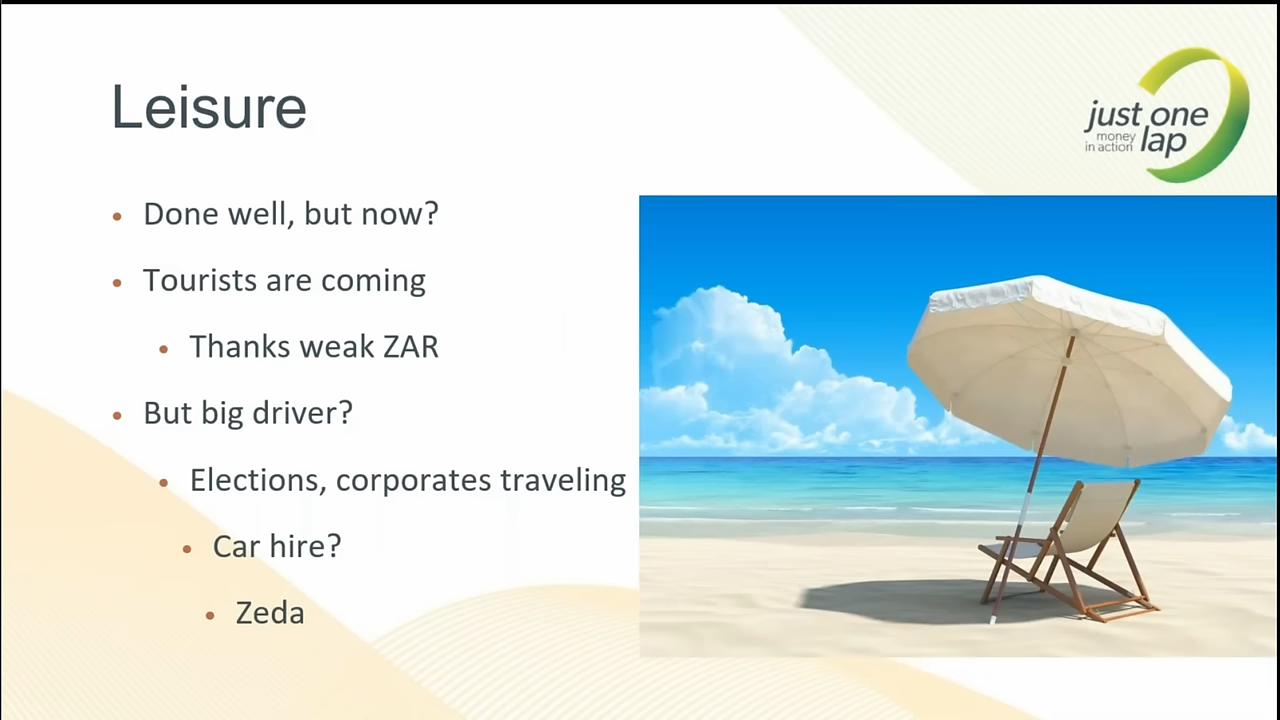 Leisure
just one
money
in action lap
Done well, but now?
Tourists are coming
Thanks weak ZAR
But big driver?
Elections, corporates traveling
Car hire?
Zeda